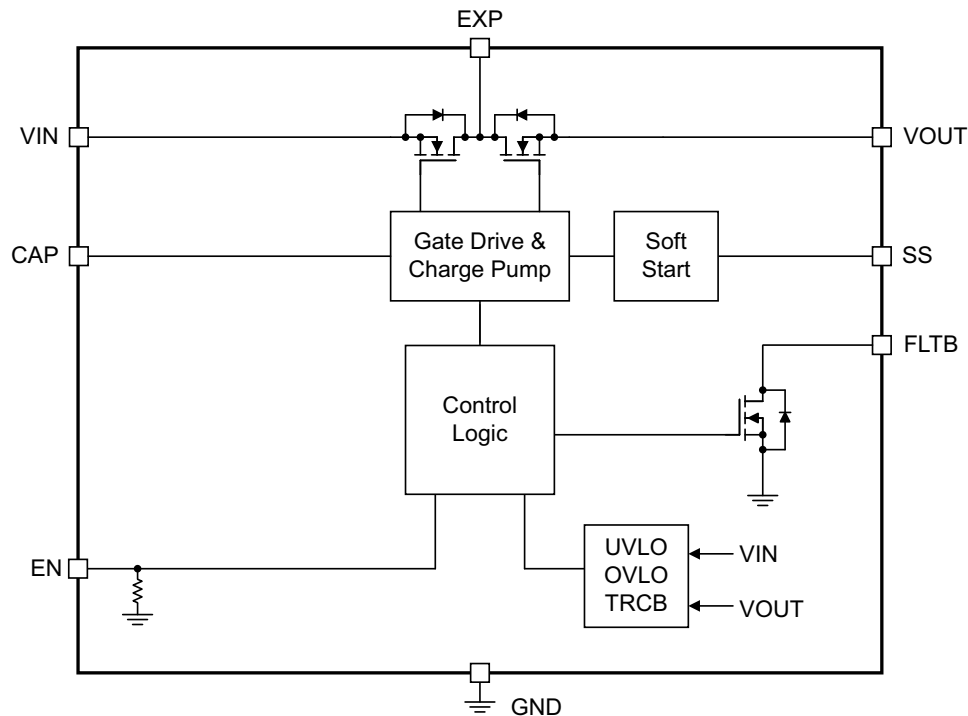 EXP
VIN
VOUT
Gate Drive &
Charge Pump
Soft
Start
CAP
SS
FLTB
Control
Logic
EN
UVLO
OVLO
TRCB
VIN
VOUT
GND